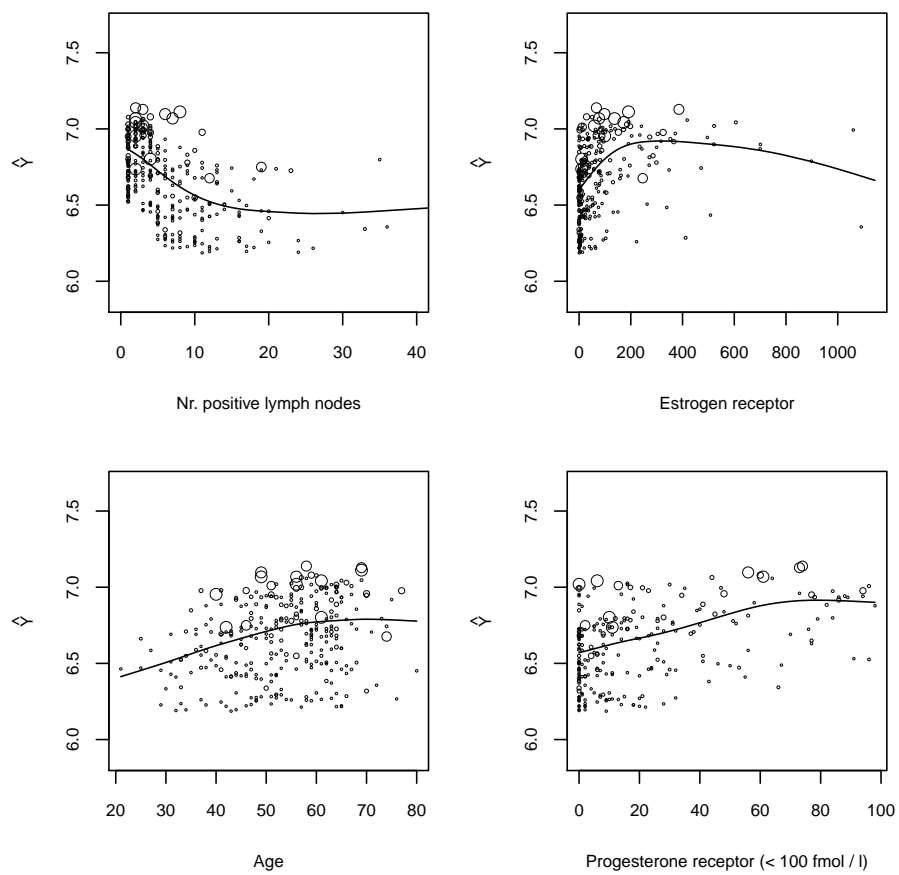 7.5 7.5
7.0 7.0
Ŷ Ŷ
6.5 6.5
6.0 6.0
0 10 20 30 40 0 200 400 600 800 1000
Nr. positive lymph nodes Estrogen receptor
7.5 7.5
7.0 7.0
Ŷ Ŷ
6.5 6.5
6.0 6.0
20 30 40 50 60 70 80 0 20 40 60 80 100
Age Progesterone receptor (< 100 fmol / l)